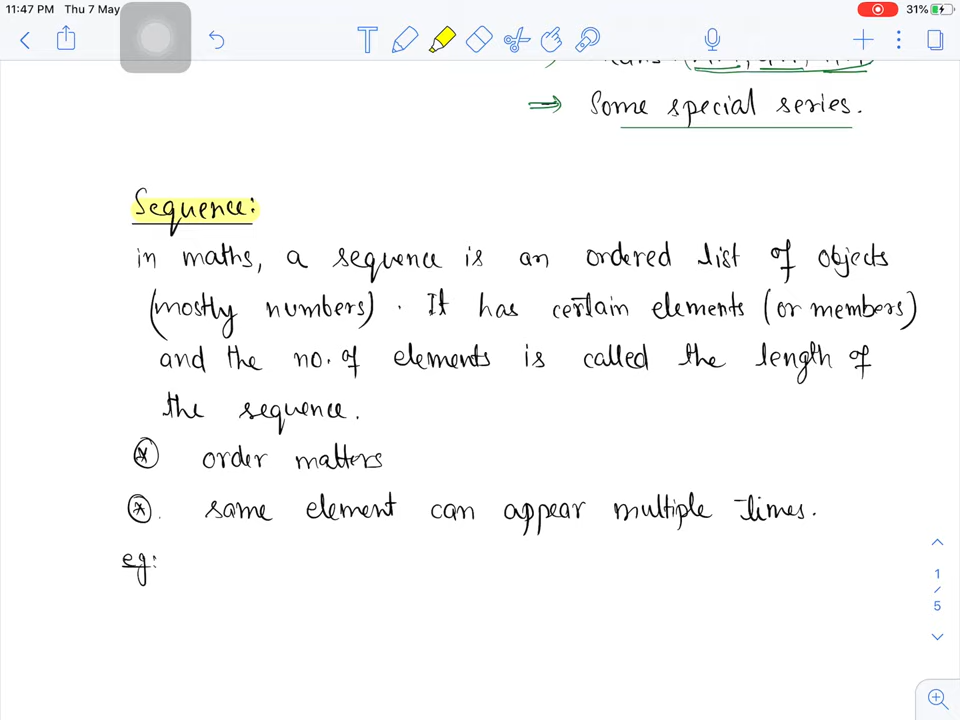 11:47 PM Thu 7 May 31%
⇒ Some special series.
Sequence:
in maths, a sequence is an ordered list of objects
(mostly numbers). It has certain elements (or members)
and the no. of elements is called the length of
the sequence.
* order matters
* same element can appear multiple times.
eg:
1
/
5